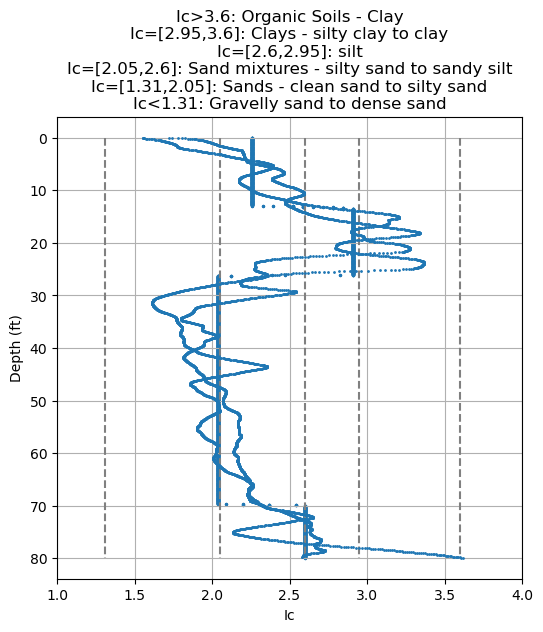 Ic>3.6: Organic Soils - Clay
Ic=[2.95,3.6]: Clays - silty clay to clay
Ic=[2.6,2.95]: silt
Ic=[2.05,2.6]: Sand mixtures - silty sand to sandy silt
Ic=[1.31,2.05]: Sands - clean sand to silty sand
Ic<1.31: Gravelly sand to dense sand
0
10
20
30
40
50
60
70
80
Depth (ft)
1.0 1.5 2.0 2.5 3.0 3.5 4.0
Ic